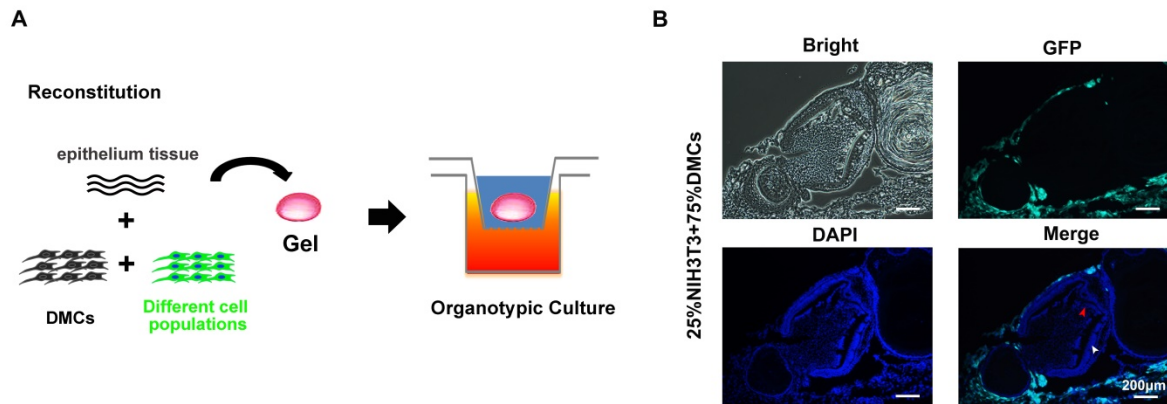 A
Reconstitution
epithelium tissue
+
+
DMCs
Different cell
populations
Gel
Organotypic Culture
B
25%NIH3T3+75%DMCs
Bright
GFP
DAPI
Merge
200μm